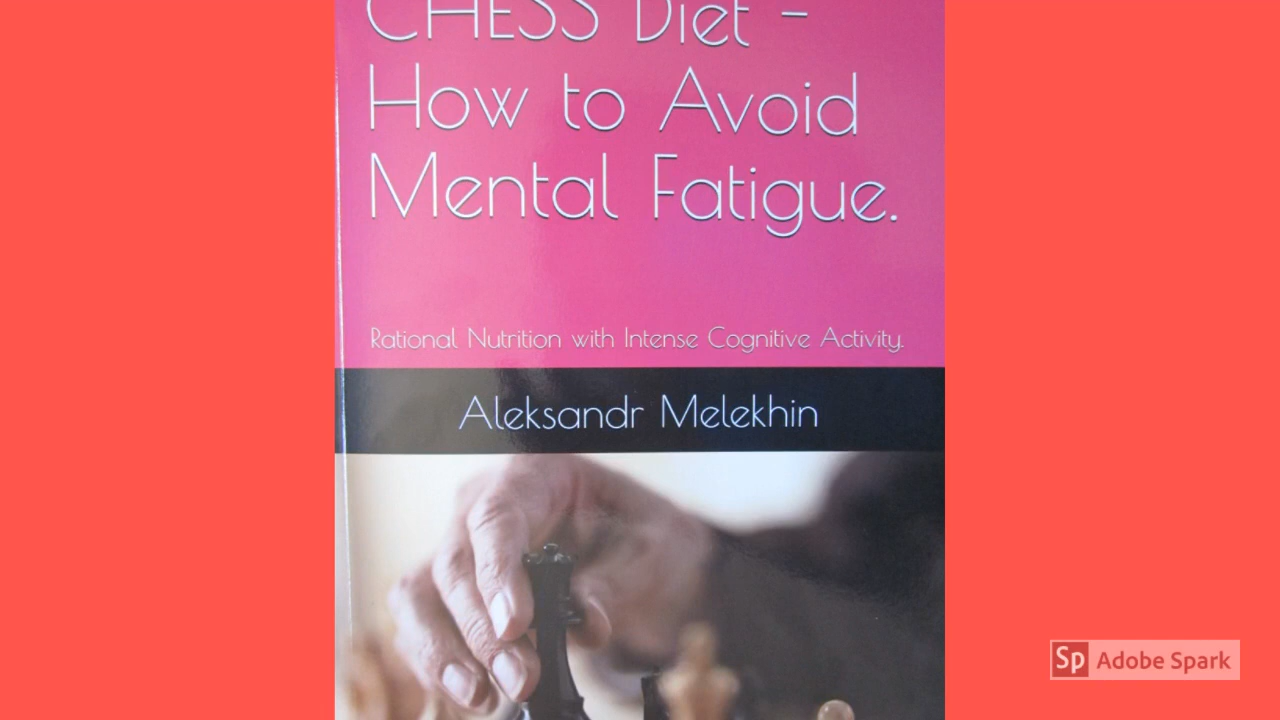 CHESS Diet -
How to Avoid
Mental Fatigue.
Rational Nutrition with Intense Cognitive Activity.
Aleksandr Melekhin
Sp Adobe Spark